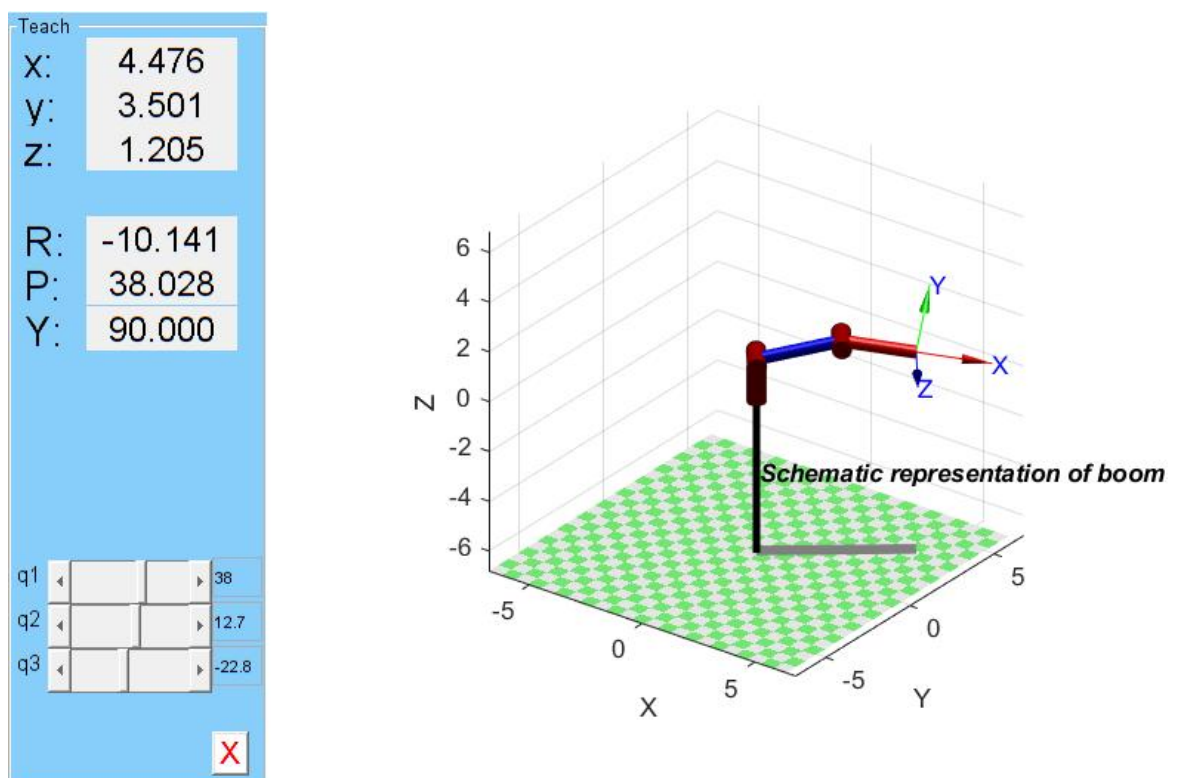 Teach
x: 4.476
y: 3.501
z: 1.205
R: -10.141
P: 38.028
Y: 90.000
q1 38
q2 12.7
q3 -22.8
X
6
4
2
0
-2
-4
-6
Z
Y
X
Z
Schematic representation of boom
-5
0
5
X
5
0
-5
Y